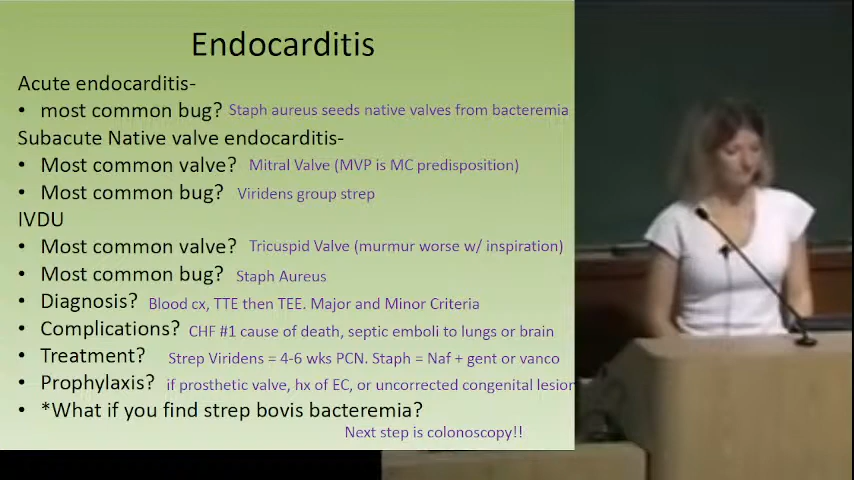 Endocarditis
Acute endocarditis-
• most common bug? Staph aureus seeds native valves from bacteremia
Subacute Native valve endocarditis-
• Most common valve? Mitral Valve (MVP is MC predisposition)
• Most common bug? Viridens group strep
IVDU
• Most common valve? Tricuspid Valve (murmur worse w/ inspiration)
• Most common bug? Staph Aureus
• Diagnosis? Blood cx, TTE then TEE. Major and Minor Criteria
• Complications? CHF #1 cause of death, septic emboli to lungs or brain
• Treatment? Strep Viridens = 4-6 wks PCN. Staph = Naf + gent or vanco
• Prophylaxis? if prosthetic valve, hx of EC, or uncorrected congenital lesion
• *What if you find strep bovis bacteremia?
Next step is colonoscopy!!